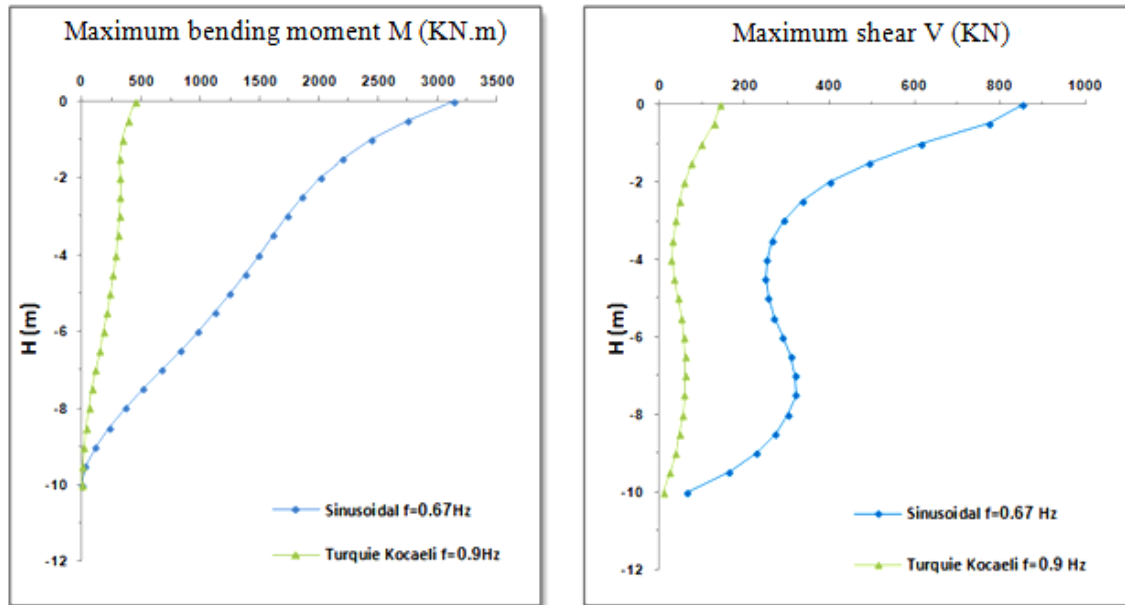 Maximum bending moment M (KN.m)
0 500 1000 1500 2000 2500 3000 3500
0
-2
-4
-6
-8
-10
-12
H (m)
Sinusoidal f=0.67Hz
Turquie Kocaeli f=0.9Hz
Maximum shear V (KN)
0 200 400 600 800 1000
0
-2
-4
-6
-8
-10
-12
H (m)
Sinusoidal f=0.67 Hz
Turquie Kocaeli f=0.9 Hz